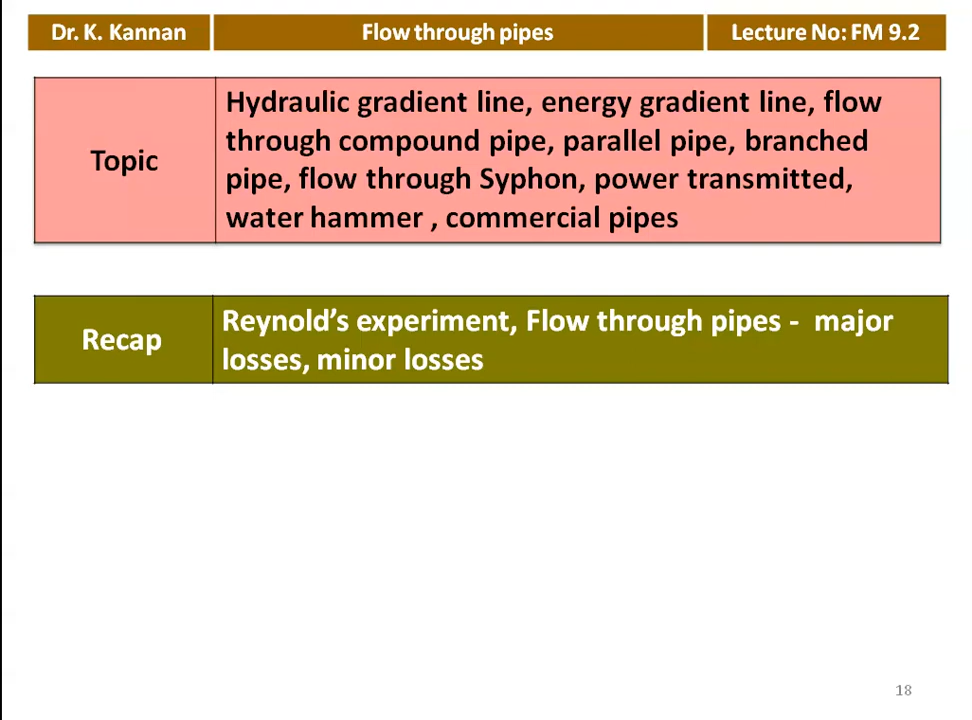 Dr. K. Kannan
Flow through pipes
Lecture No: FM 9.2
Topic
Hydraulic gradient line, energy gradient line, flow
through compound pipe, parallel pipe, branched
pipe, flow through Syphon, power transmitted,
water hammer , commercial pipes
Recap
Reynold’s experiment, Flow through pipes - major
losses, minor losses
18